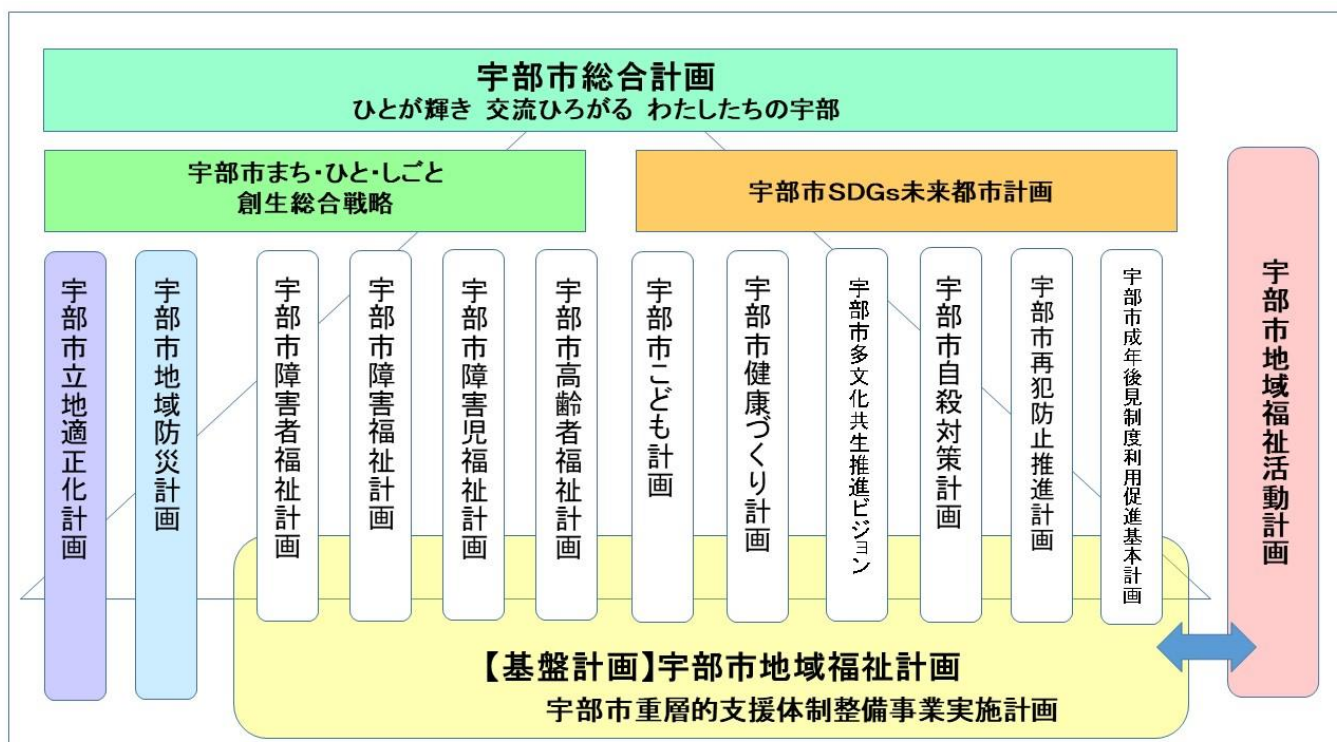 宇部市総合計画
ひとが輝き 交流ひろがる わたしたちの宇部
宇部市まち・ひと・しごと
創生総合戦略
宇部市SDGs未来都市計画
宇部市立地適正化計画
宇部市地域防災計画
宇部市障害者福祉計画
宇部市障害福祉計画
宇部市障害児福祉計画
宇部市高齢者福祉計画
宇部市こども計画
宇部市健康づくり計画
宇部市多文化共生推進ビジョン
宇部市自殺対策計画
宇部市再犯防止推進計画
宇部市成年後見制度利用促進基本計画
宇部市地域福祉活動計画
【基盤計画】宇部市地域福祉計画
宇部市重層的支援体制整備事業実施計画